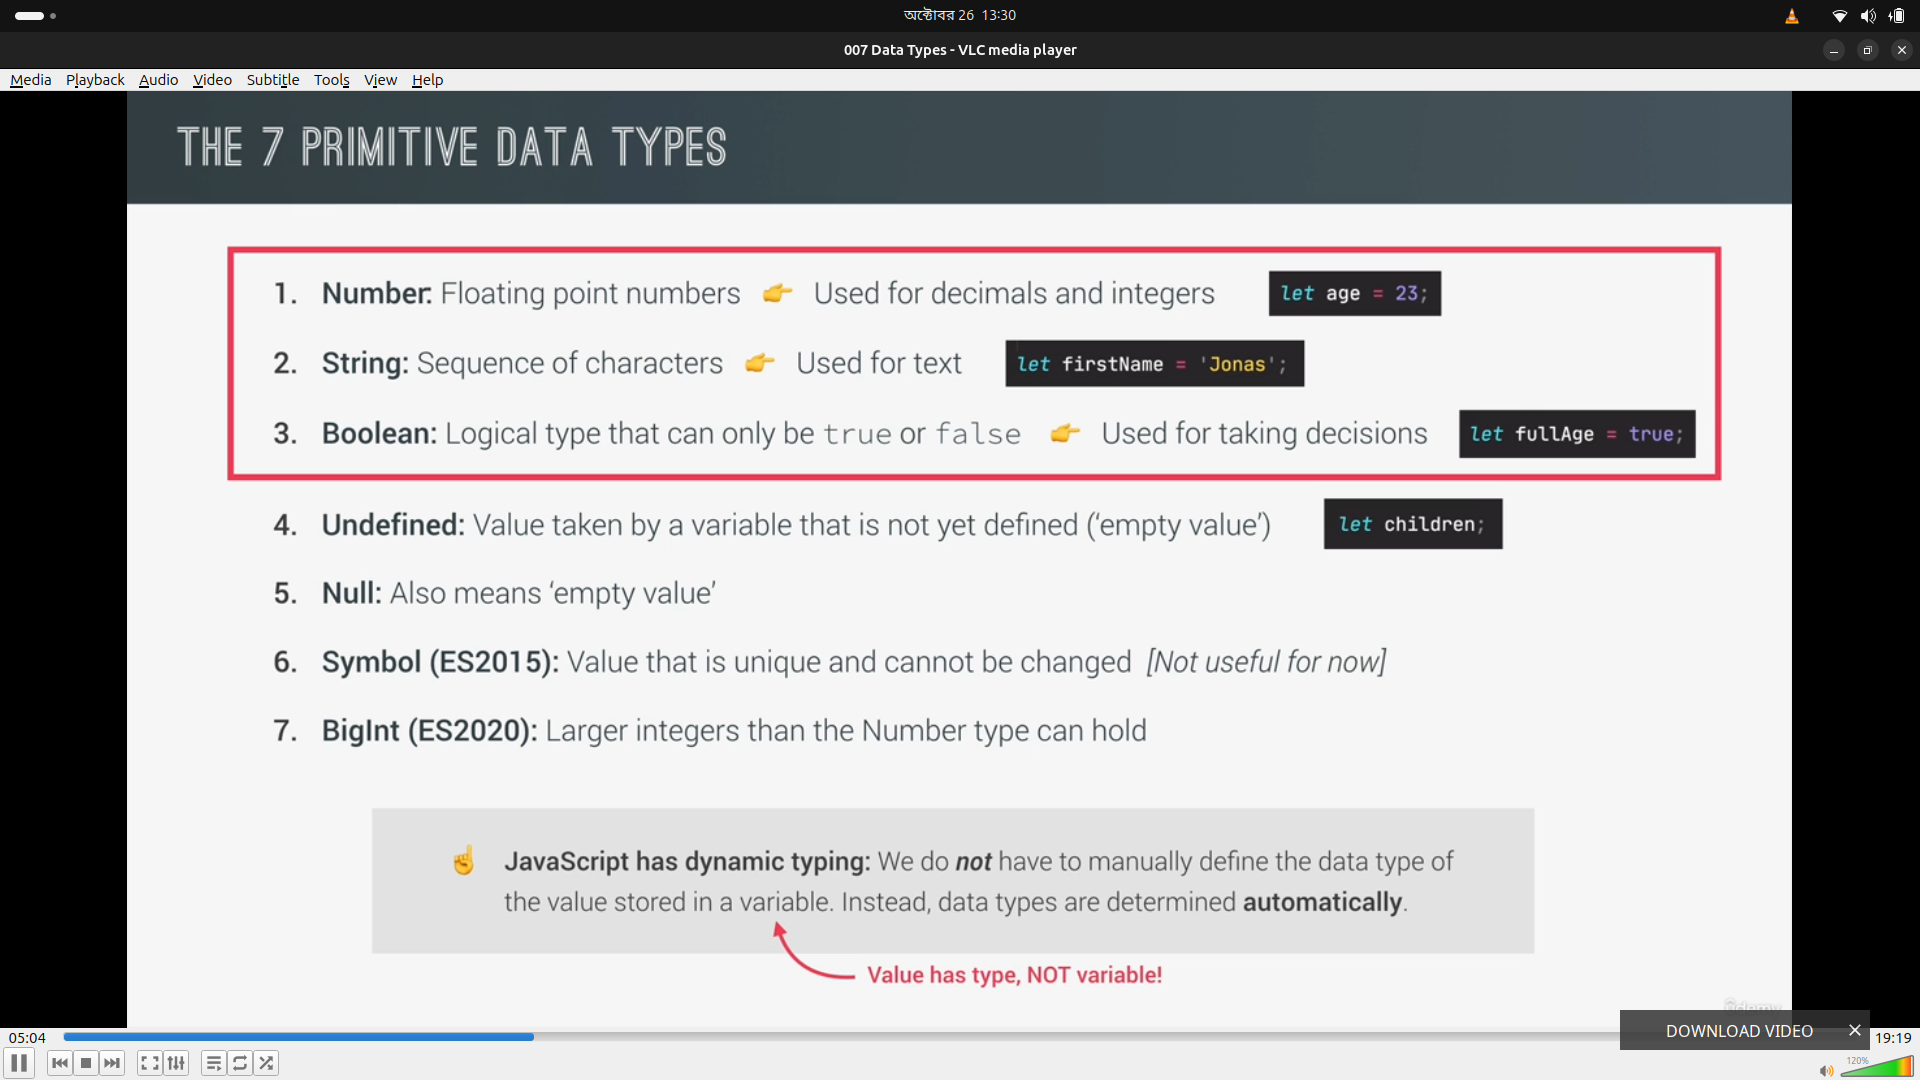 অক্টোবর 26 13:30
007 Data Types - VLC media player
Media Playback Audio Video Subtitle Tools View Help
THE 7 PRIMITIVE DATA TYPES
1. Number: Floating point numbers 👉 Used for decimals and integers let age = 23;
2. String: Sequence of characters 👉 Used for text let firstName = 'Jonas';
3. Boolean: Logical type that can only be true or false 👉 Used for taking decisions let fullAge = true;
4. Undefined: Value taken by a variable that is not yet defined (‘empty value’) let children;
5. Null: Also means ‘empty value’
6. Symbol (ES2015): Value that is unique and cannot be changed [Not useful for now]
7. BigInt (ES2020): Larger integers than the Number type can hold
☝ JavaScript has dynamic typing: We do not have to manually define the data type of
the value stored in a variable. Instead, data types are determined automatically.
Value has type, NOT variable!
DOWNLOAD VIDEO ×
05:04 19:19
120%